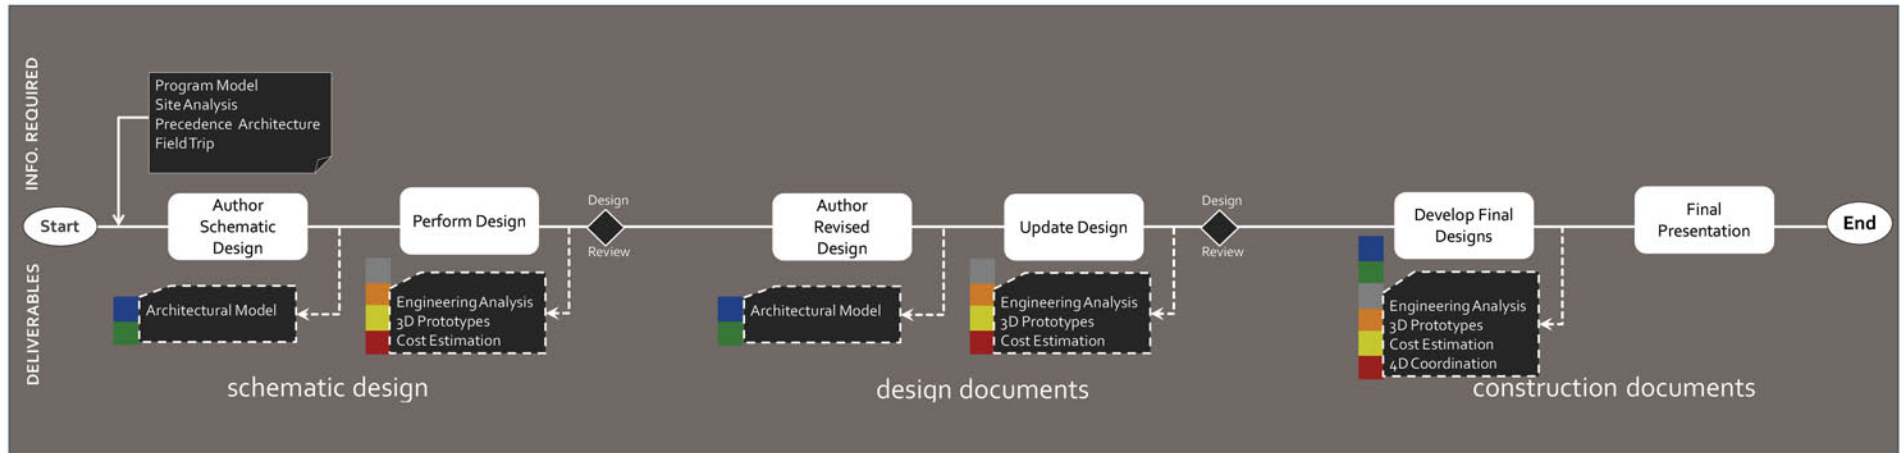 INFO. REQUIRED
Program Model
Site Analysis
Precedence Architecture
Field Trip
Start
Author
Schematic
Design
Perform Design
Design
Review
Author
Revised
Design
Update Design
Design
Review
Develop Final
Designs
Final
Presentation
End
DELIVERABLES
Architectural Model
Engineering Analysis
3D Prototypes
Cost Estimation
Architectural Model
Engineering Analysis
3D Prototypes
Cost Estimation
Engineering Analysis
3D Prototypes
Cost Estimation
4D Coordination
schematic design
design documents
construction documents